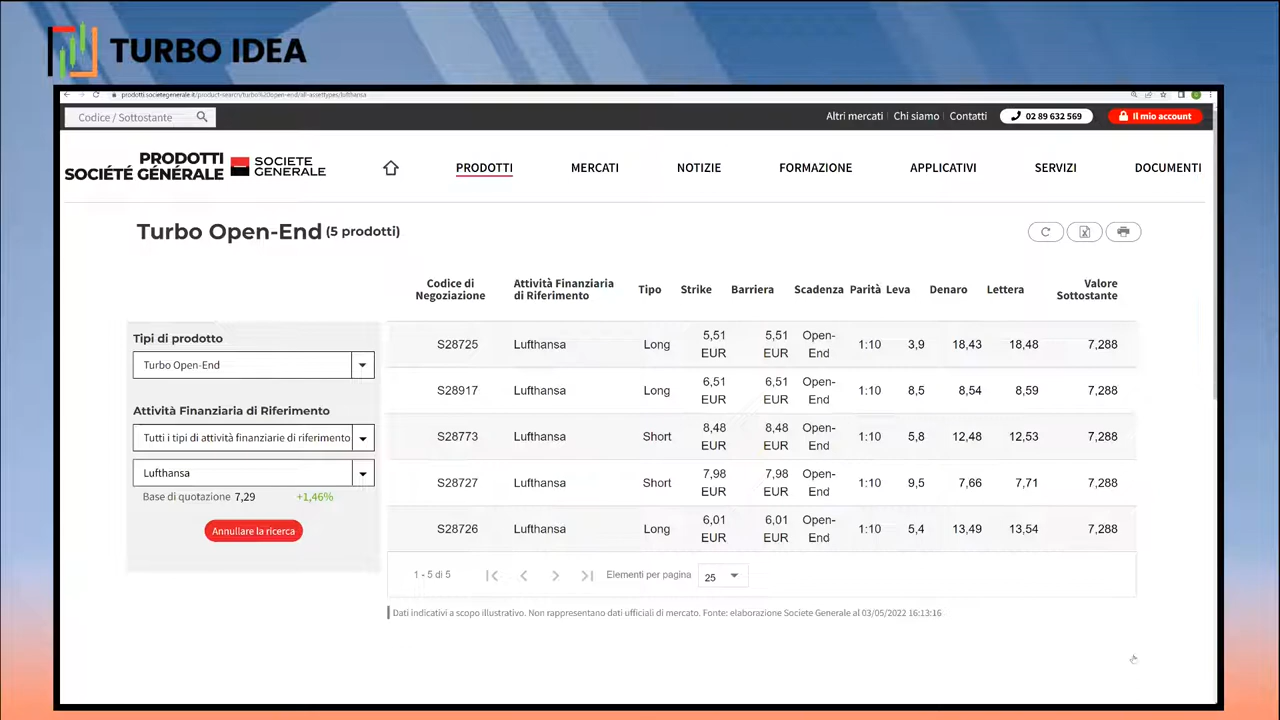 TURBO IDEA
prodotti.societegenerale.it/product-search/turbo%20open-end/all-assettypes/lufthansa
Codice / Sottostante
Altri mercati
Chi siamo
Contatti
02 89 632 569
Il mio account
PRODOTTI
SOCIÉTÉ GÉNÉRALE
SOCIETE
GENERALE
PRODOTTI
MERCATI
NOTIZIE
FORMAZIONE
APPLICATIVI
SERVIZI
DOCUMENTI
Turbo Open-End (5 prodotti)
Tipi di prodotto
Turbo Open-End
Attività Finanziaria di Riferimento
Tutti i tipi di attività finanziarie di riferimento
Lufthansa
Base di quotazione 7,29 +1,46%
Annullare la ricerca
Codice di Negoziazione Attività Finanziaria di Riferimento Tipo Strike Barriera Scadenza Parità Leva Denaro Lettera Valore Sottostante
S28725 Lufthansa Long 5,51 EUR 5,51 EUR Open-End 1:10 3,9 18,43 18,48 7,288
S28917 Lufthansa Long 6,51 EUR 6,51 EUR Open-End 1:10 8,5 8,54 8,59 7,288
S28773 Lufthansa Short 8,48 EUR 8,48 EUR Open-End 1:10 5,8 12,48 12,53 7,288
S28727 Lufthansa Short 7,98 EUR 7,98 EUR Open-End 1:10 9,5 7,66 7,71 7,288
S28726 Lufthansa Long 6,01 EUR 6,01 EUR Open-End 1:10 5,4 13,49 13,54 7,288
1 - 5 di 5
Elementi per pagina 25
Dati indicativi a scopo illustrativo. Non rappresentano dati ufficiali di mercato. Fonte: elaborazione Societe Generale al 03/05/2022 16:13:16